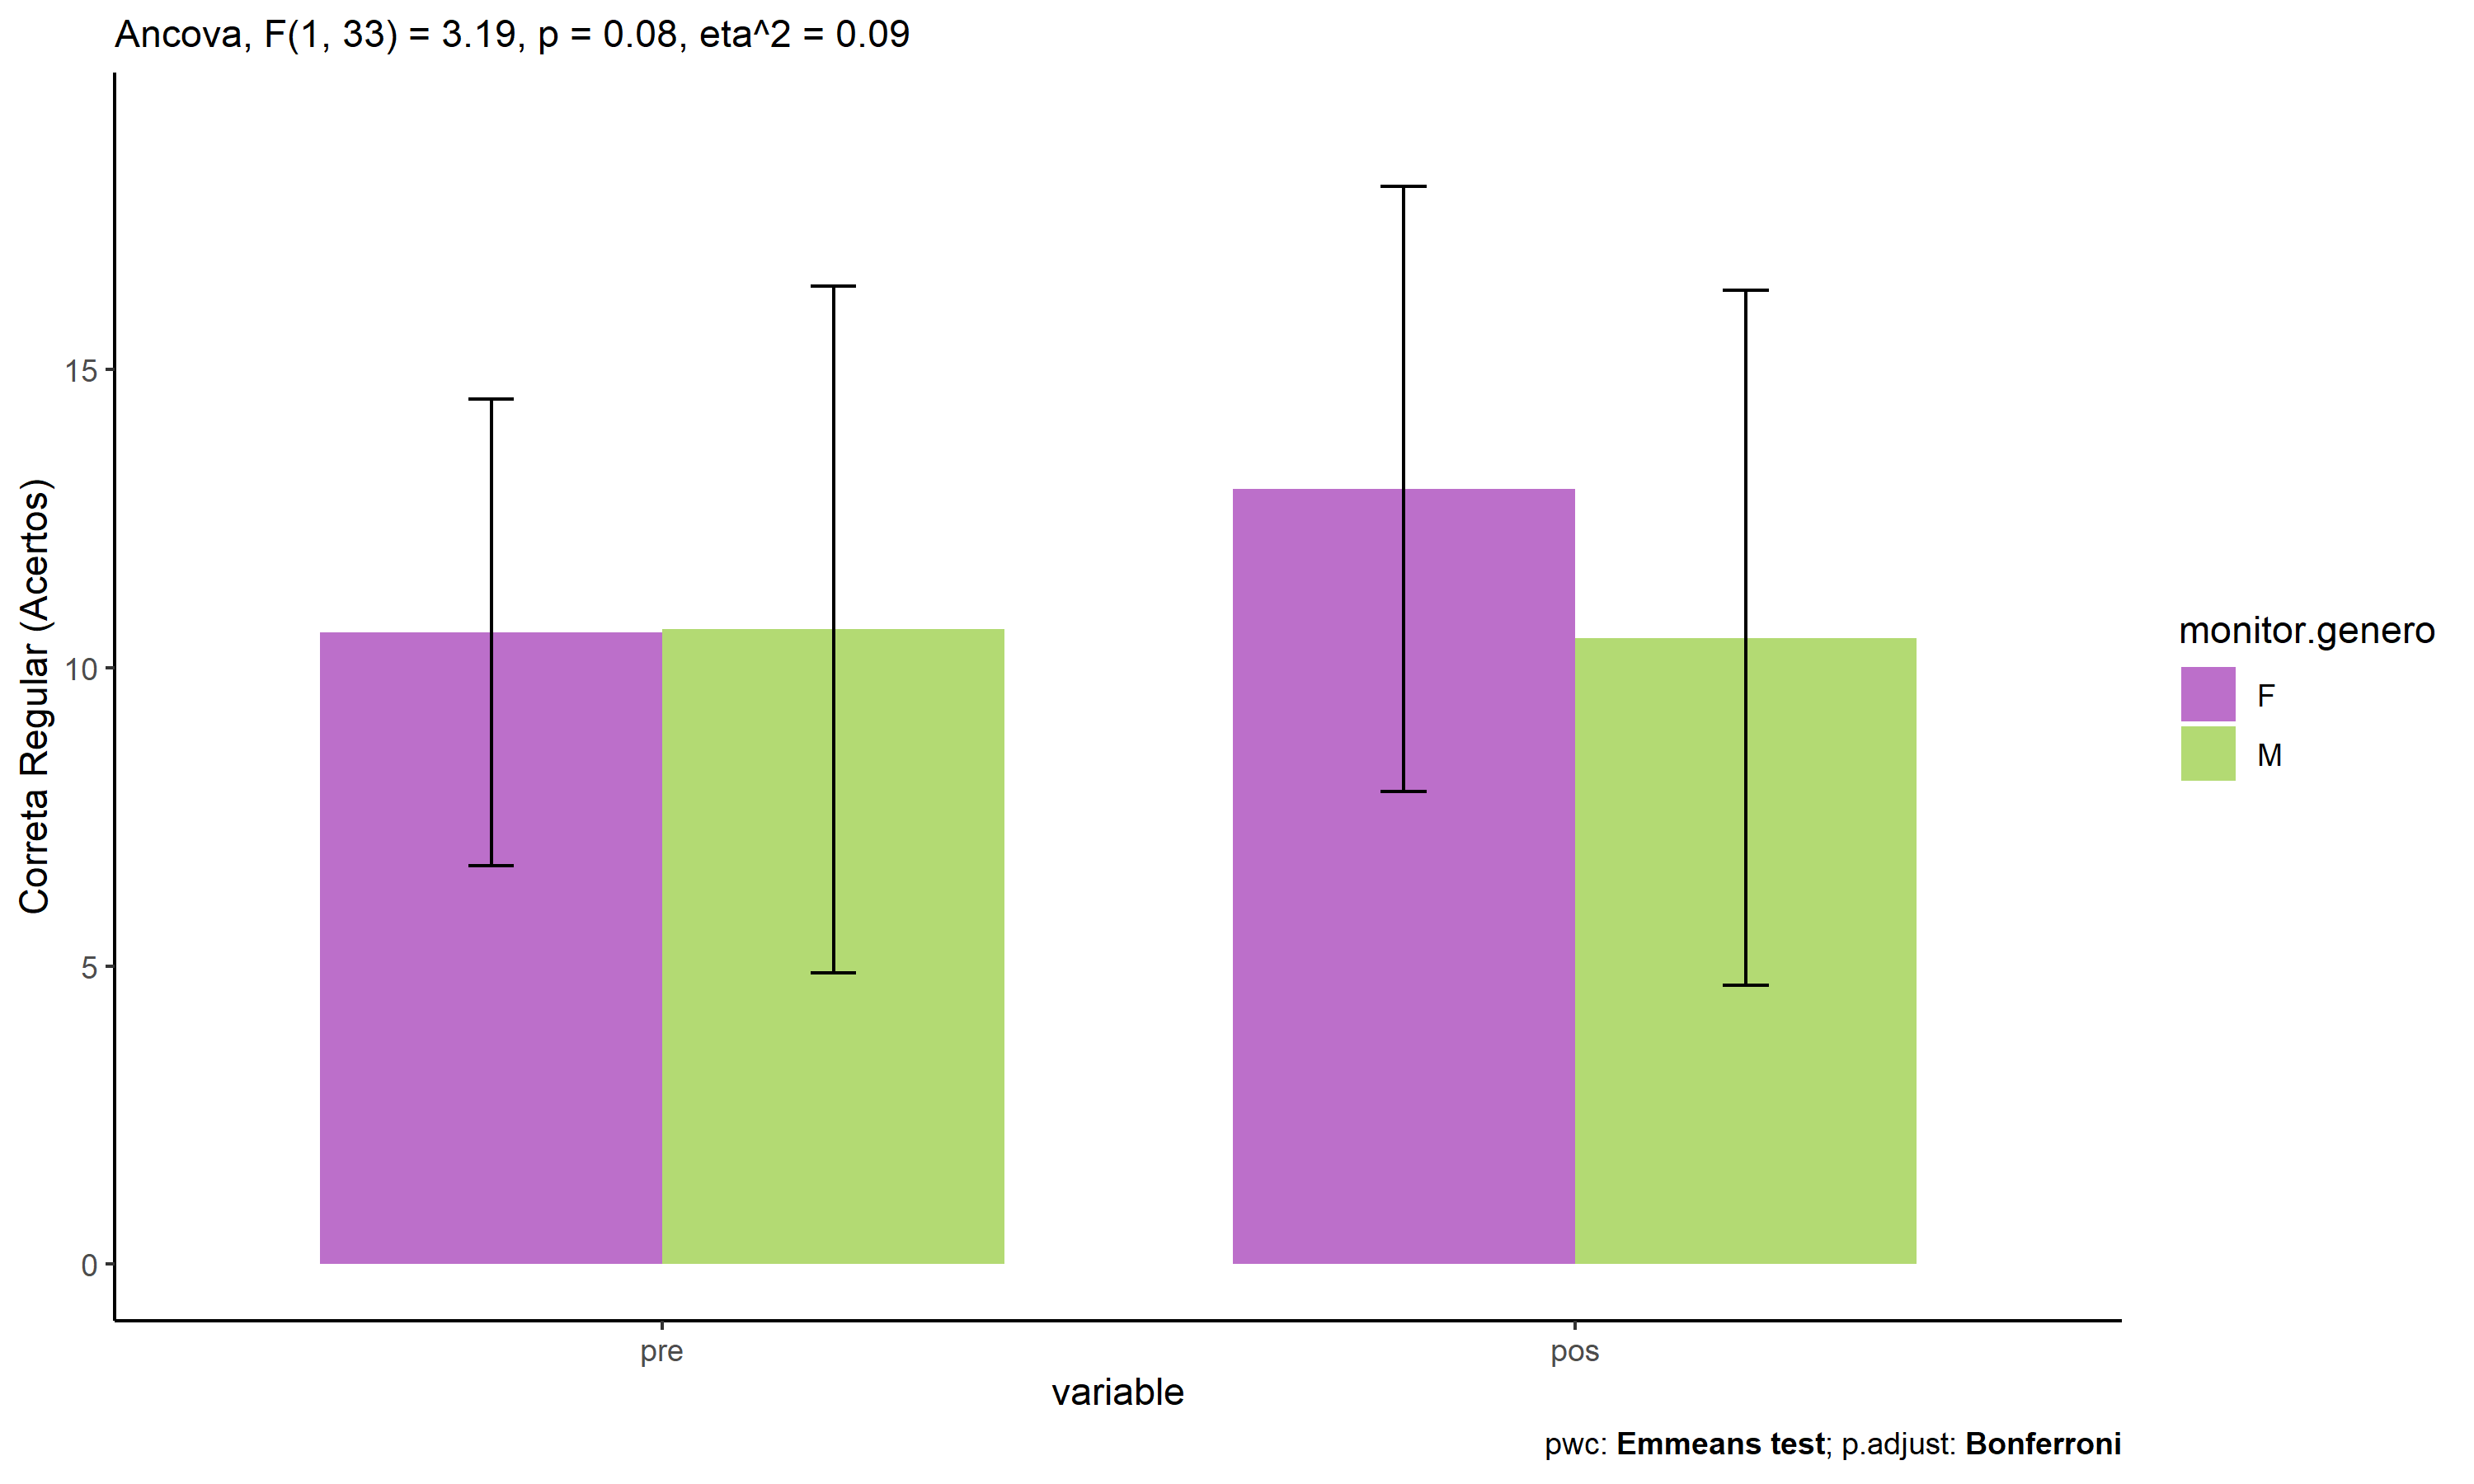 Ancova, F(1, 33) = 3.19, p = 0.08, eta^2 = 0.09
Correta Regular (Acertos)
15
10
5
0
pre
pos
variable
monitor.genero
F
M
pwc: Emmeans test; p.adjust: Bonferroni